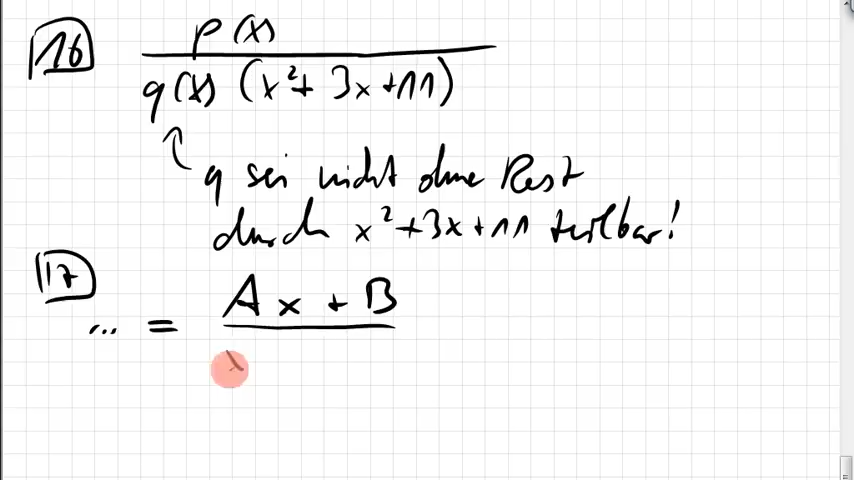 16
p(x)
q(x) (x²+ 3x+11)
q sei nicht ohne Rest
durch x²+3x+11 teilbar!
17
... = Ax + B
x